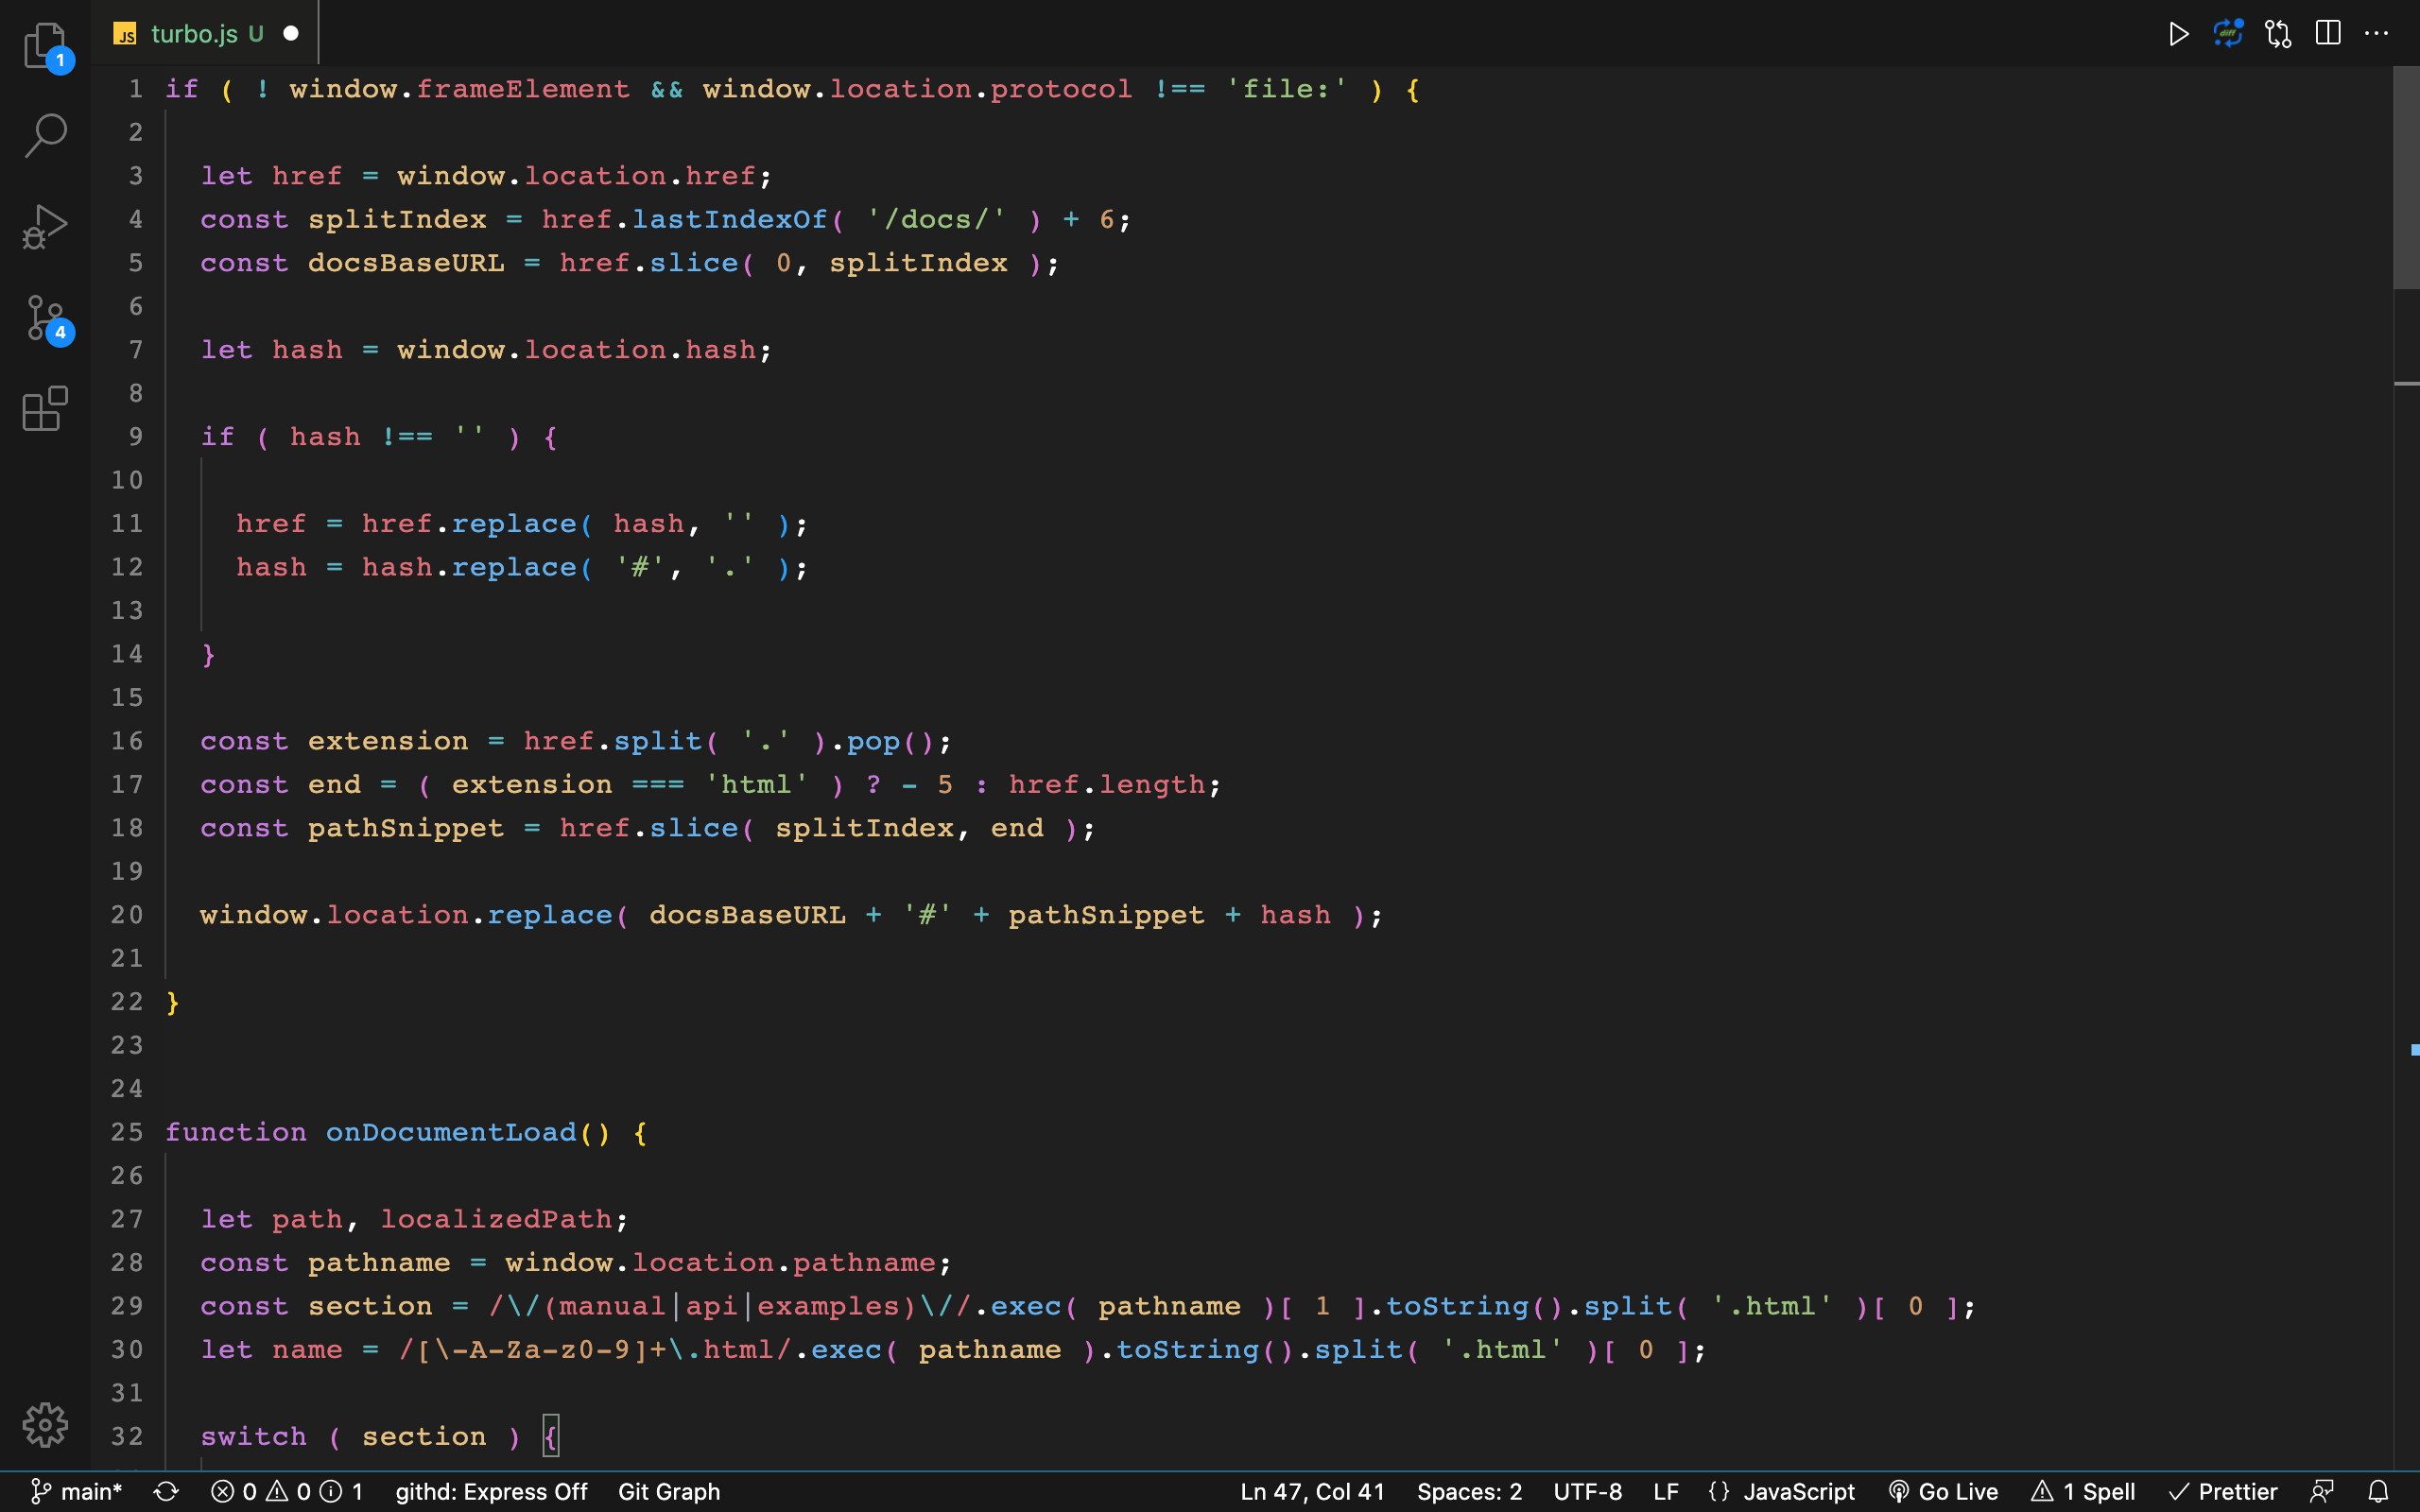 1
JS turbo.js U
diff
1 if ( ! window.frameElement && window.location.protocol !== 'file:' ) {
2
3 let href = window.location.href;
4 const splitIndex = href.lastIndexOf( '/docs/' ) + 6;
5 const docsBaseURL = href.slice( 0, splitIndex );
6
7 let hash = window.location.hash;
8
9 if ( hash !== '' ) {
10
11 href = href.replace( hash, '' );
12 hash = hash.replace( '#', '.' );
13
14 }
15
16 const extension = href.split( '.' ).pop();
17 const end = ( extension === 'html' ) ? - 5 : href.length;
18 const pathSnippet = href.slice( splitIndex, end );
19
20 window.location.replace( docsBaseURL + '#' + pathSnippet + hash );
21
22 }
23
24
25 function onDocumentLoad() {
26
27 let path, localizedPath;
28 const pathname = window.location.pathname;
29 const section = /\/(manual|api|examples)\//.exec( pathname )[ 1 ].toString().split( '.html' )[ 0 ];
30 let name = /[\-A-Za-z0-9]+\.html/.exec( pathname ).toString().split( '.html' )[ 0 ];
31
32 switch ( section ) {
4
main* 0 0 1 githd: Express Off Git Graph Ln 47, Col 41 Spaces: 2 UTF-8 LF {} JavaScript Go Live 1 Spell Prettier